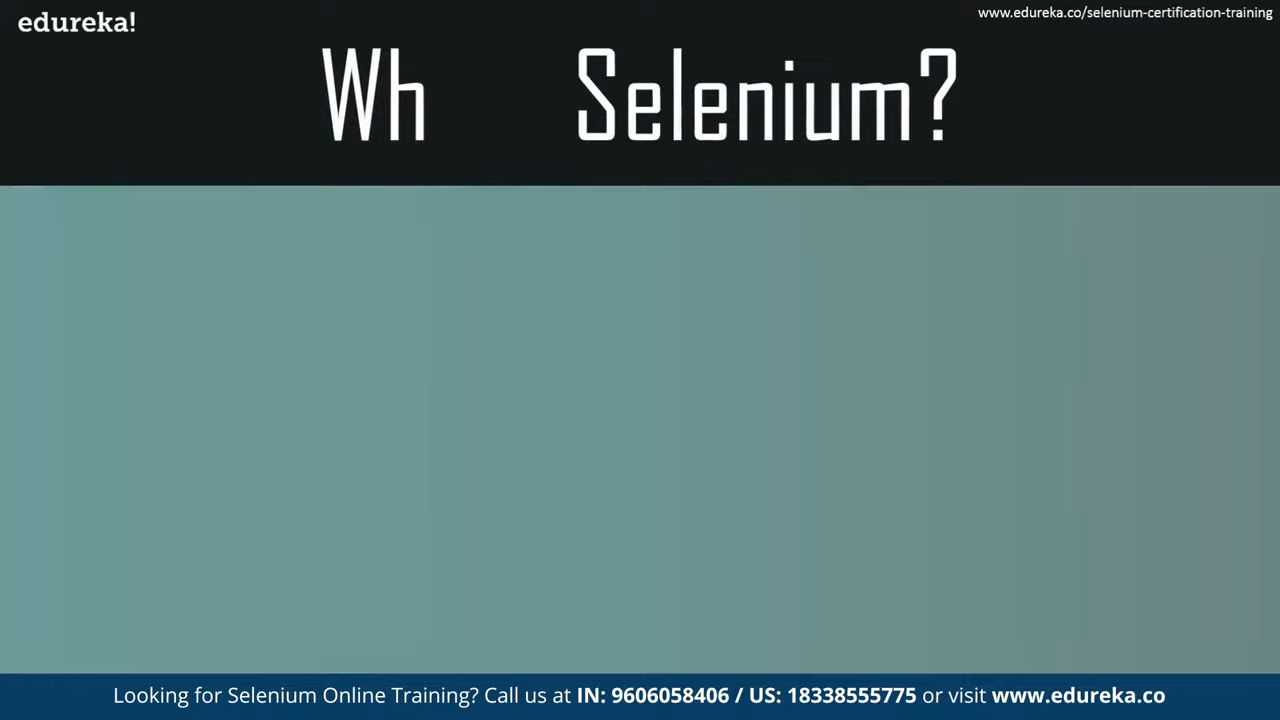 edureka!
www.edureka.co/selenium-certification-training
Wh Selenium?
Looking for Selenium Online Training? Call us at IN: 9606058406 / US: 18338555775 or visit www.edureka.co